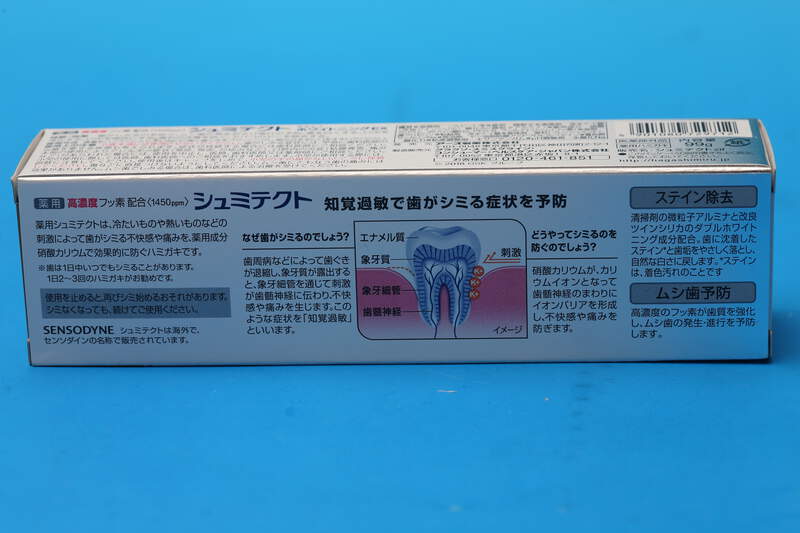 シュミテクト ホワイトニングEX
内容量
99g
0120-461-851
薬用 高濃度フッ素 配合〈1450ppm〉 シュミテクト 知覚過敏で歯がシミる症状を予防
薬用シュミテクトは、冷たいものや熱いものなどの
刺激によって歯がシミる不快感や痛みを、薬用成分
硝酸カリウムで効果的に防ぐハミガキです。
※歯は1日中いつでもシミることがあります。
1日2〜3回のハミガキがお勧めです。
使用を止めると、再びシミ始めるおそれがあります。
シミなくなっても、続けてご使用ください。
SENSODYNE シュミテクトは海外で、
センソダインの名称で販売されています。
なぜ歯がシミるのでしょう?
歯周病などによって歯ぐき
が退縮し、象牙質が露出する
と、象牙細管を通じて刺激
が歯髄神経に伝わり、不快
感や痛みを生じます。この
ような症状を「知覚過敏」
といいます。
エナメル質
象牙質
象牙細管
歯髄神経
刺激
イメージ
どうやってシミるのを
防ぐのでしょう?
硝酸カリウムが、カリ
ウムイオンとなって
歯髄神経のまわりに
イオンバリアを形成
し、不快感や痛みを
防ぎます。
ステイン除去
清掃剤の微粒子アルミナと改良
ツインシリカのダブルホワイト
ニング成分配合。歯に沈着した
ステイン*と歯垢をやさしく落とし、
自然な白さに戻します。*ステイン
は、着色汚れのことです
ムシ歯予防
高濃度のフッ素が歯質を強化
し、ムシ歯の発生・進行を予防
します。